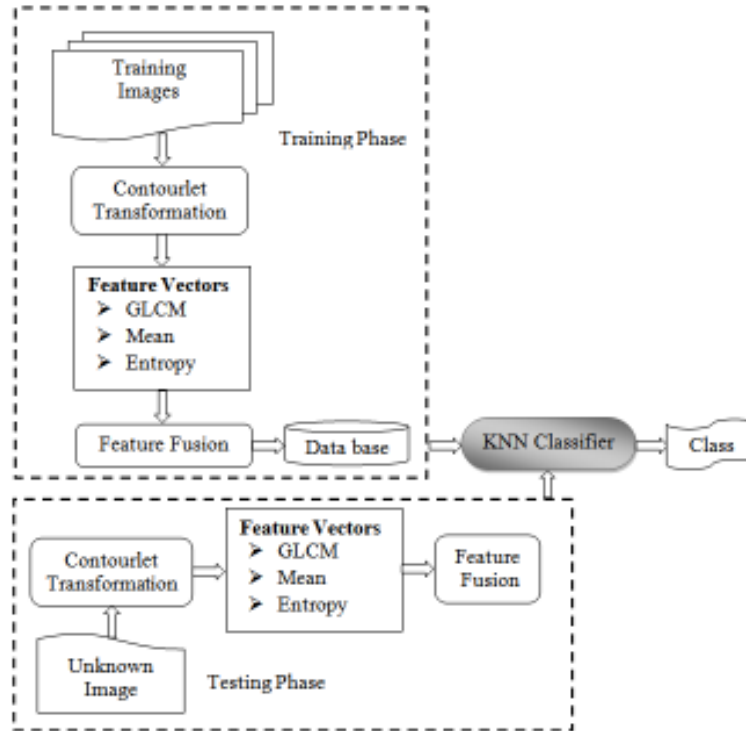 Training
Images
Training Phase
Contourlet
Transformation
Feature Vectors
➢ GLCM
➢ Mean
➢ Entropy
Feature Fusion
Data base
KNN Classifier
Class
Contourlet
Transformation
Feature Vectors
➢ GLCM
➢ Mean
➢ Entropy
Feature
Fusion
Unknown
Image
Testing Phase